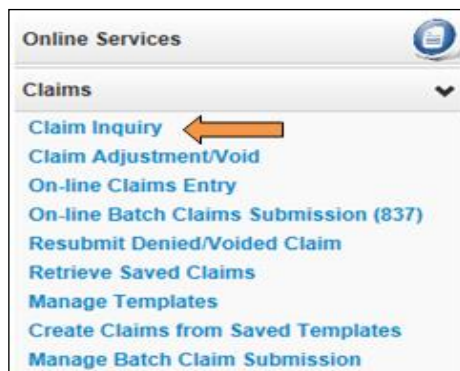 Online Services
Claims
Claim Inquiry
Claim Adjustment/Void
On-line Claims Entry
On-line Batch Claims Submission (837)
Resubmit Denied/Voided Claim
Retrieve Saved Claims
Manage Templates
Create Claims from Saved Templates
Manage Batch Claim Submission